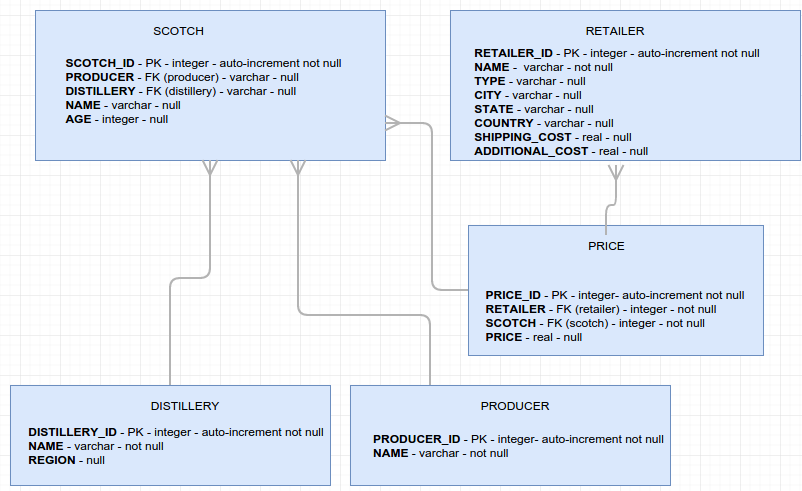 SCOTCH
SCOTCH_ID - PK - integer - auto-increment not null
PRODUCER - FK (producer) - varchar - null
DISTILLERY - FK (distillery) - varchar - null
NAME - varchar - null
AGE - integer - null
RETAILER
RETAILER_ID - PK - integer - auto-increment not null
NAME - varchar - not null
TYPE - varchar - null
CITY - varchar - null
STATE - varchar - null
COUNTRY - varchar - null
SHIPPING_COST - real - null
ADDITIONAL_COST - real - null
PRICE
PRICE_ID - PK - integer- auto-increment not null
RETAILER - FK (retailer) - integer - not null
SCOTCH - FK (scotch) - integer - not null
PRICE - real - null
DISTILLERY
DISTILLERY_ID - PK - integer - auto-increment not null
NAME - varchar - not null
REGION - null
PRODUCER
PRODUCER_ID - PK - integer- auto-increment not null
NAME - varchar - not null